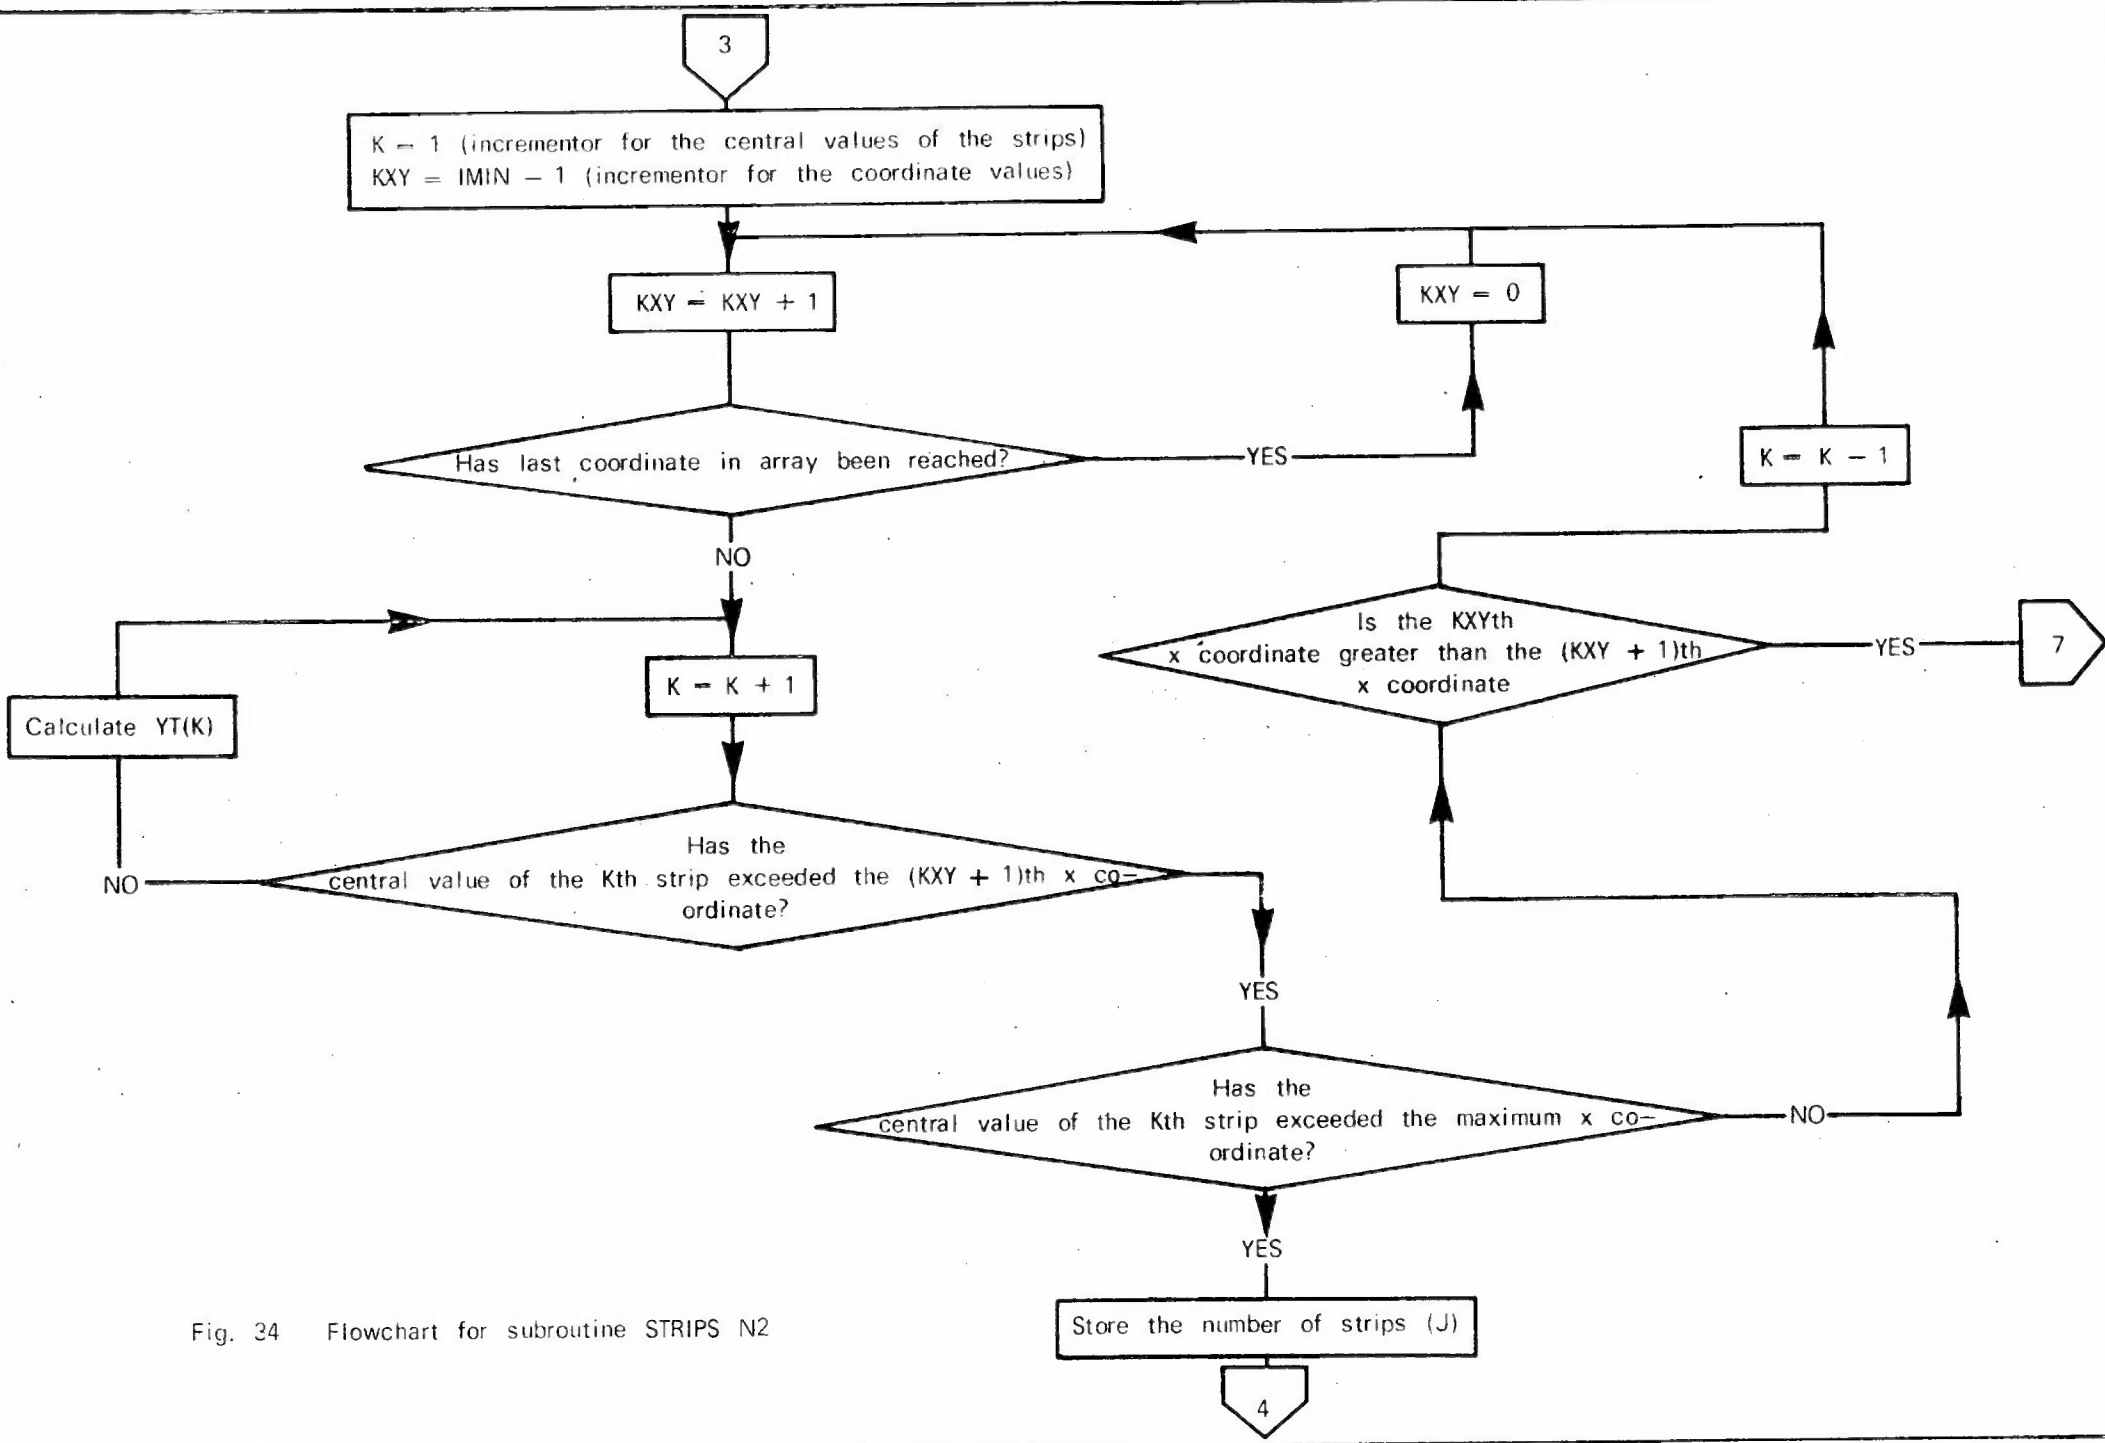 3
K = 1 (incrementor for the central values of the strips)
KXY = IMIN – 1 (incrementor for the coordinate values)
KXY = KXY + 1
KXY = 0
Has last coordinate in array been reached?
YES
K = K – 1
NO
Is the KXYth
x coordinate greater than the (KXY + 1)th
x coordinate
YES
7
K = K + 1
Calculate YT(K)
Has the
central value of the Kth strip exceeded the (KXY + 1)th x co–
ordinate?
NO
YES
Has the
central value of the Kth strip exceeded the maximum x co–
ordinate?
NO
YES
Store the number of strips (J)
4
Fig. 34 Flowchart for subroutine STRIPS N2